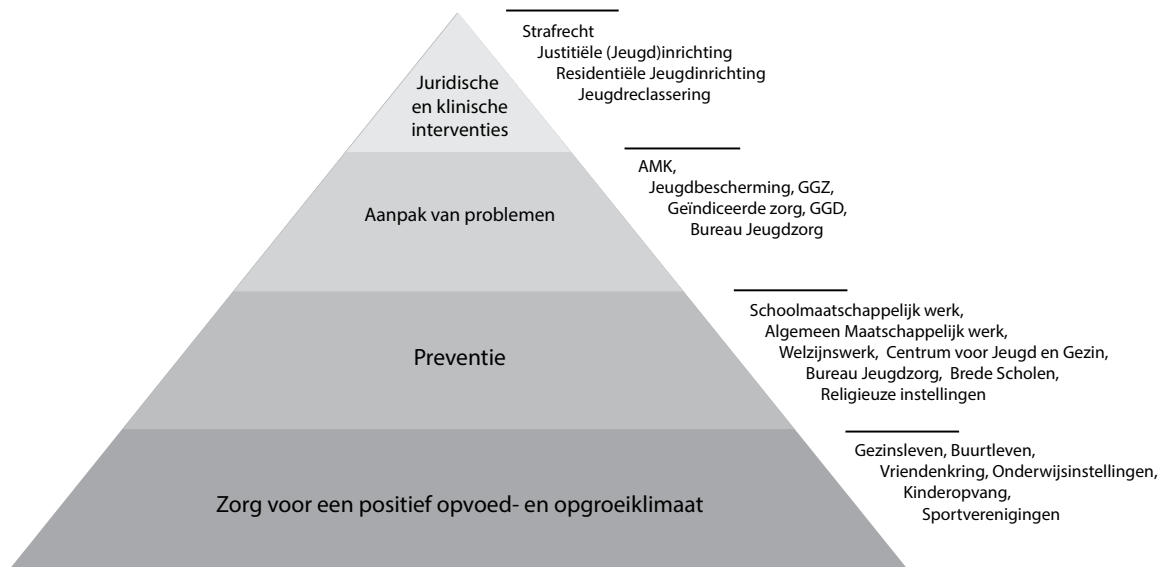 Strafrecht
Justitiële (Jeugd)inrichting
Residentiële Jeugdinrichting
Jeugdreclassering
Juridische
en klinische
interventies
AMK,
Jeugdbescherming, GGZ,
Geïndiceerde zorg, GGD,
Bureau Jeugdzorg
Aanpak van problemen
Schoolmaatschappelijk werk,
Algemeen Maatschappelijk werk,
Welzijnswerk, Centrum voor Jeugd en Gezin,
Bureau Jeugdzorg, Brede Scholen,
Religieuze instellingen
Preventie
Gezinsleven, Buurtleven,
Vriendenkring, Onderwijsinstellingen,
Kinderopvang,
Sportverenigingen
Zorg voor een positief opvoed- en opgroeiklimaat